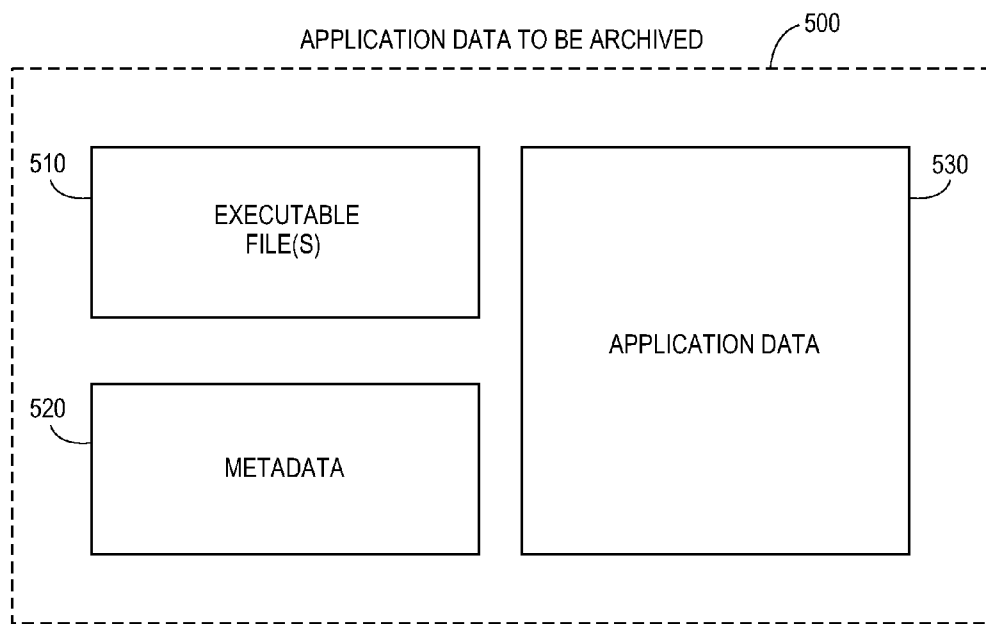 APPLICATION DATA TO BE ARCHIVED
500
510
EXECUTABLE
FILE(S)
530
APPLICATION DATA
520
METADATA